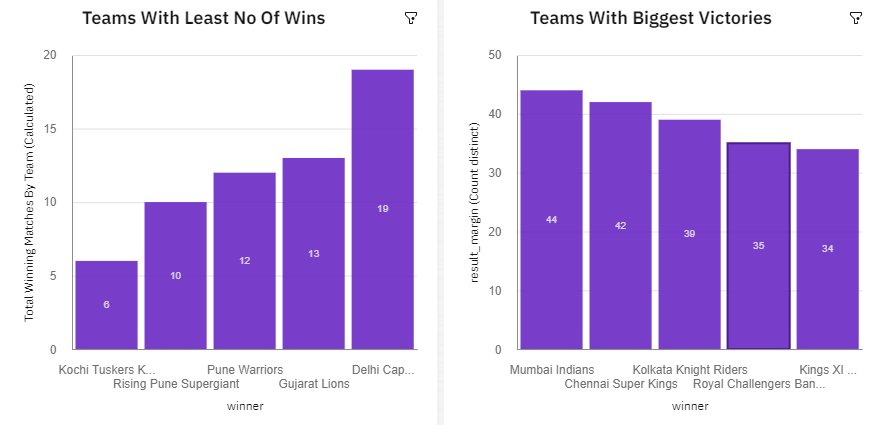 Teams With Least No Of Wins
Total Winning Matches By Team (Calculated)
20
15
10
5
0
6
10
12
13
19
Kochi Tuskers K...
Rising Pune Supergiant
Pune Warriors
Gujarat Lions
Delhi Cap...
winner
Teams With Biggest Victories
result_margin (Count distinct)
50
40
30
20
10
0
44
42
39
35
34
Mumbai Indians
Chennai Super Kings
Kolkata Knight Riders
Royal Challengers Ban...
Kings XI ...
winner